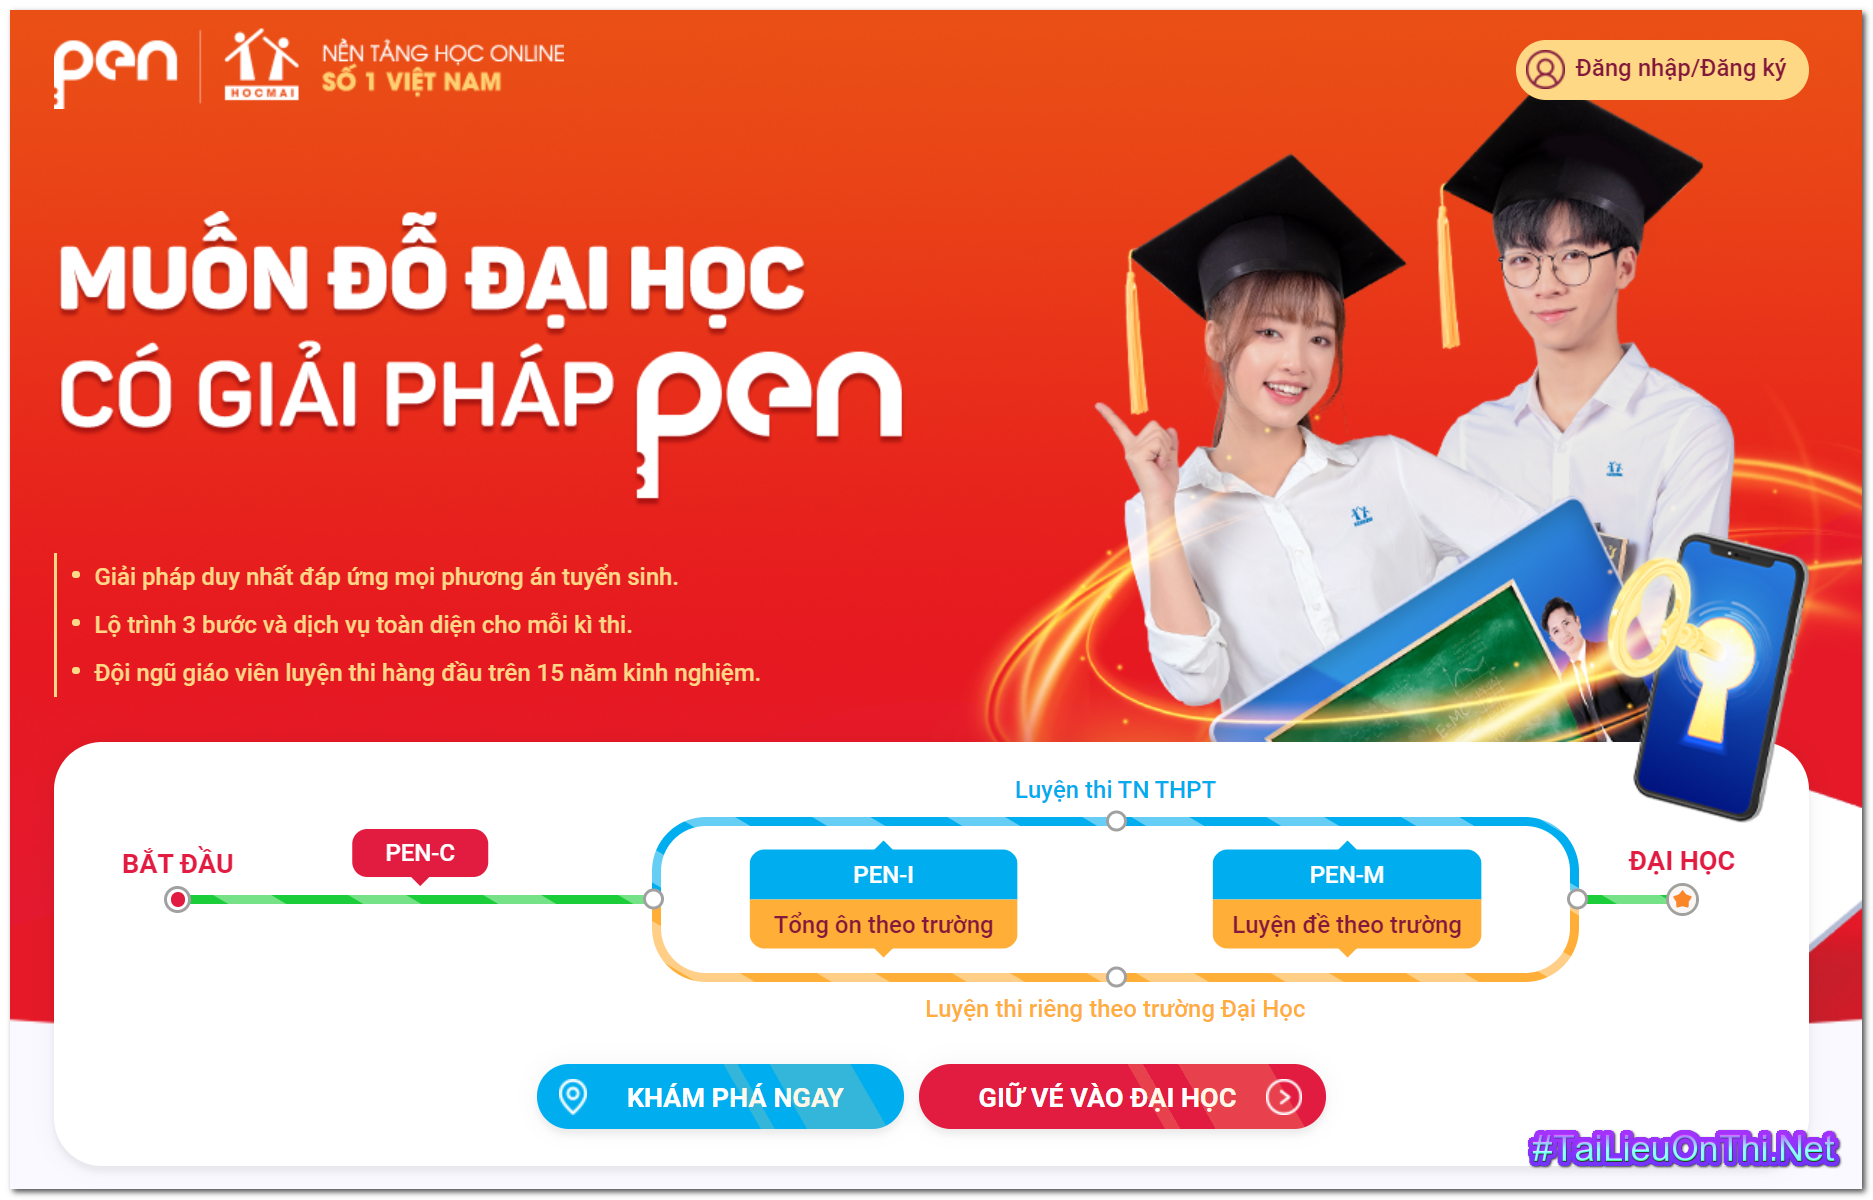 pen
HOCMAI
NỀN TẢNG HỌC ONLINE
SỐ 1 VIỆT NAM
Đăng nhập/Đăng ký
MUỐN ĐỖ ĐẠI HỌC
CÓ GIẢI PHÁP pen
• Giải pháp duy nhất đáp ứng mọi phương án tuyển sinh.
• Lộ trình 3 bước và dịch vụ toàn diện cho mỗi kì thi.
• Đội ngũ giáo viên luyện thi hàng đầu trên 15 năm kinh nghiệm.
Luyện thi TN THPT
BẮT ĐẦU
PEN-C
PEN-I
Tổng ôn theo trường
PEN-M
Luyện đề theo trường
ĐẠI HỌC
Luyện thi riêng theo trường Đại Học
KHÁM PHÁ NGAY
GIỮ VÉ VÀO ĐẠI HỌC
#TaiLieuOnThi.Net